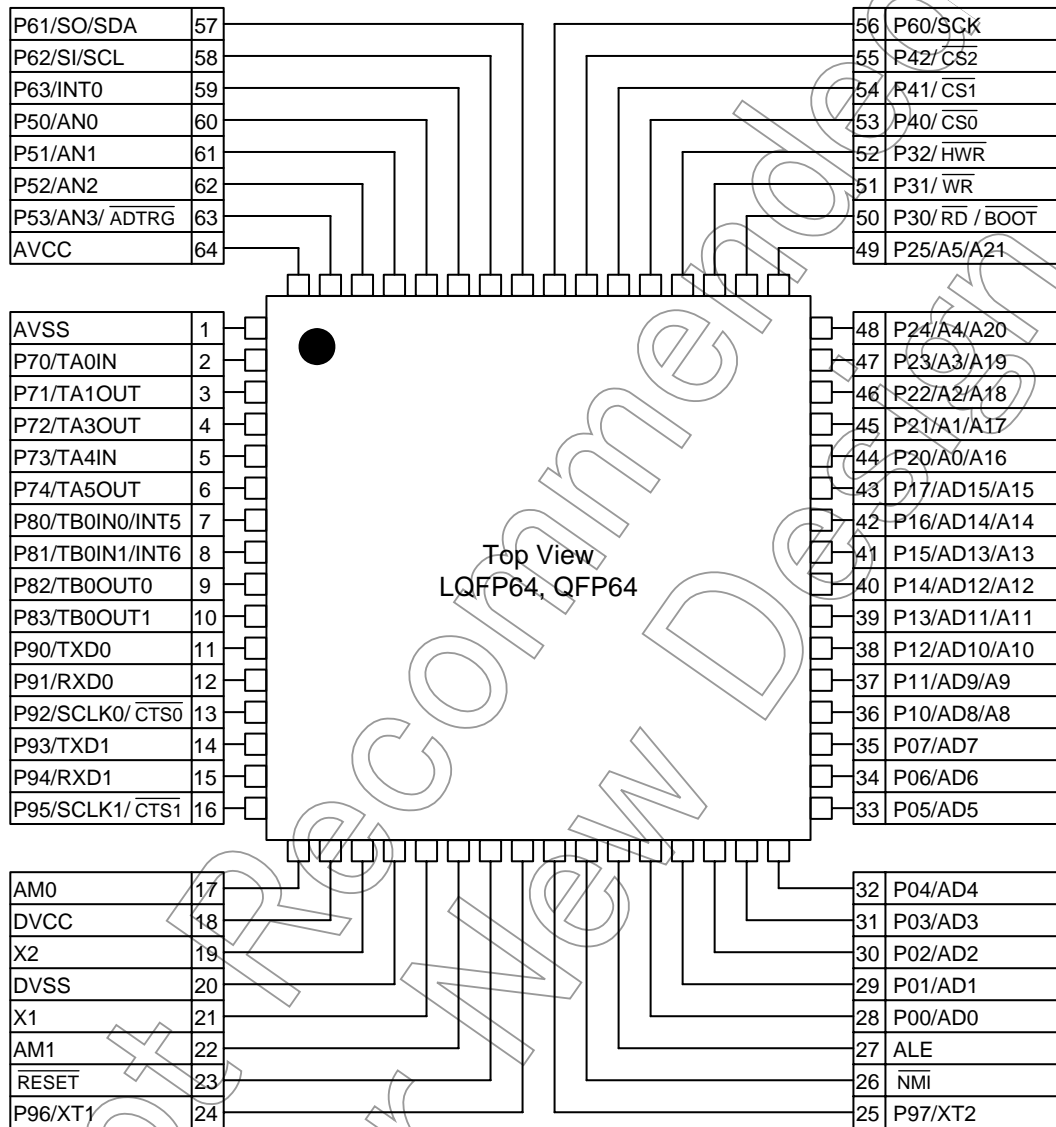 P61/SO/SDA 57
P62/SI/SCL 58
P63/INT0 59
P50/AN0 60
P51/AN1 61
P52/AN2 62
P53/AN3/ ADTRG 63
AVCC 64
56 P60/SCK
55 P42/ CS2
54 P41/ CS1
53 P40/ CS0
52 P32/ HWR
51 P31/ WR
50 P30/ RD / BOOT
49 P25/A5/A21
AVSS 1
P70/TA0IN 2
P71/TA1OUT 3
P72/TA3OUT 4
P73/TA4IN 5
P74/TA5OUT 6
P80/TB0IN0/INT5 7
P81/TB0IN1/INT6 8
P82/TB0OUT0 9
P83/TB0OUT1 10
P90/TXD0 11
P91/RXD0 12
P92/SCLK0/ CTS0 13
P93/TXD1 14
P94/RXD1 15
P95/SCLK1/ CTS1 16
Top View
LQFP64, QFP64
48 P24/A4/A20
47 P23/A3/A19
46 P22/A2/A18
45 P21/A1/A17
44 P20/A0/A16
43 P17/AD15/A15
42 P16/AD14/A14
41 P15/AD13/A13
40 P14/AD12/A12
39 P13/AD11/A11
38 P12/AD10/A10
37 P11/AD9/A9
36 P10/AD8/A8
35 P07/AD7
34 P06/AD6
33 P05/AD5
AM0 17
DVCC 18
X2 19
DVSS 20
X1 21
AM1 22
RESET 23
P96/XT1 24
32 P04/AD4
31 P03/AD3
30 P02/AD2
29 P01/AD1
28 P00/AD0
27 ALE
26 NMI
25 P97/XT2
Recommended
New Design